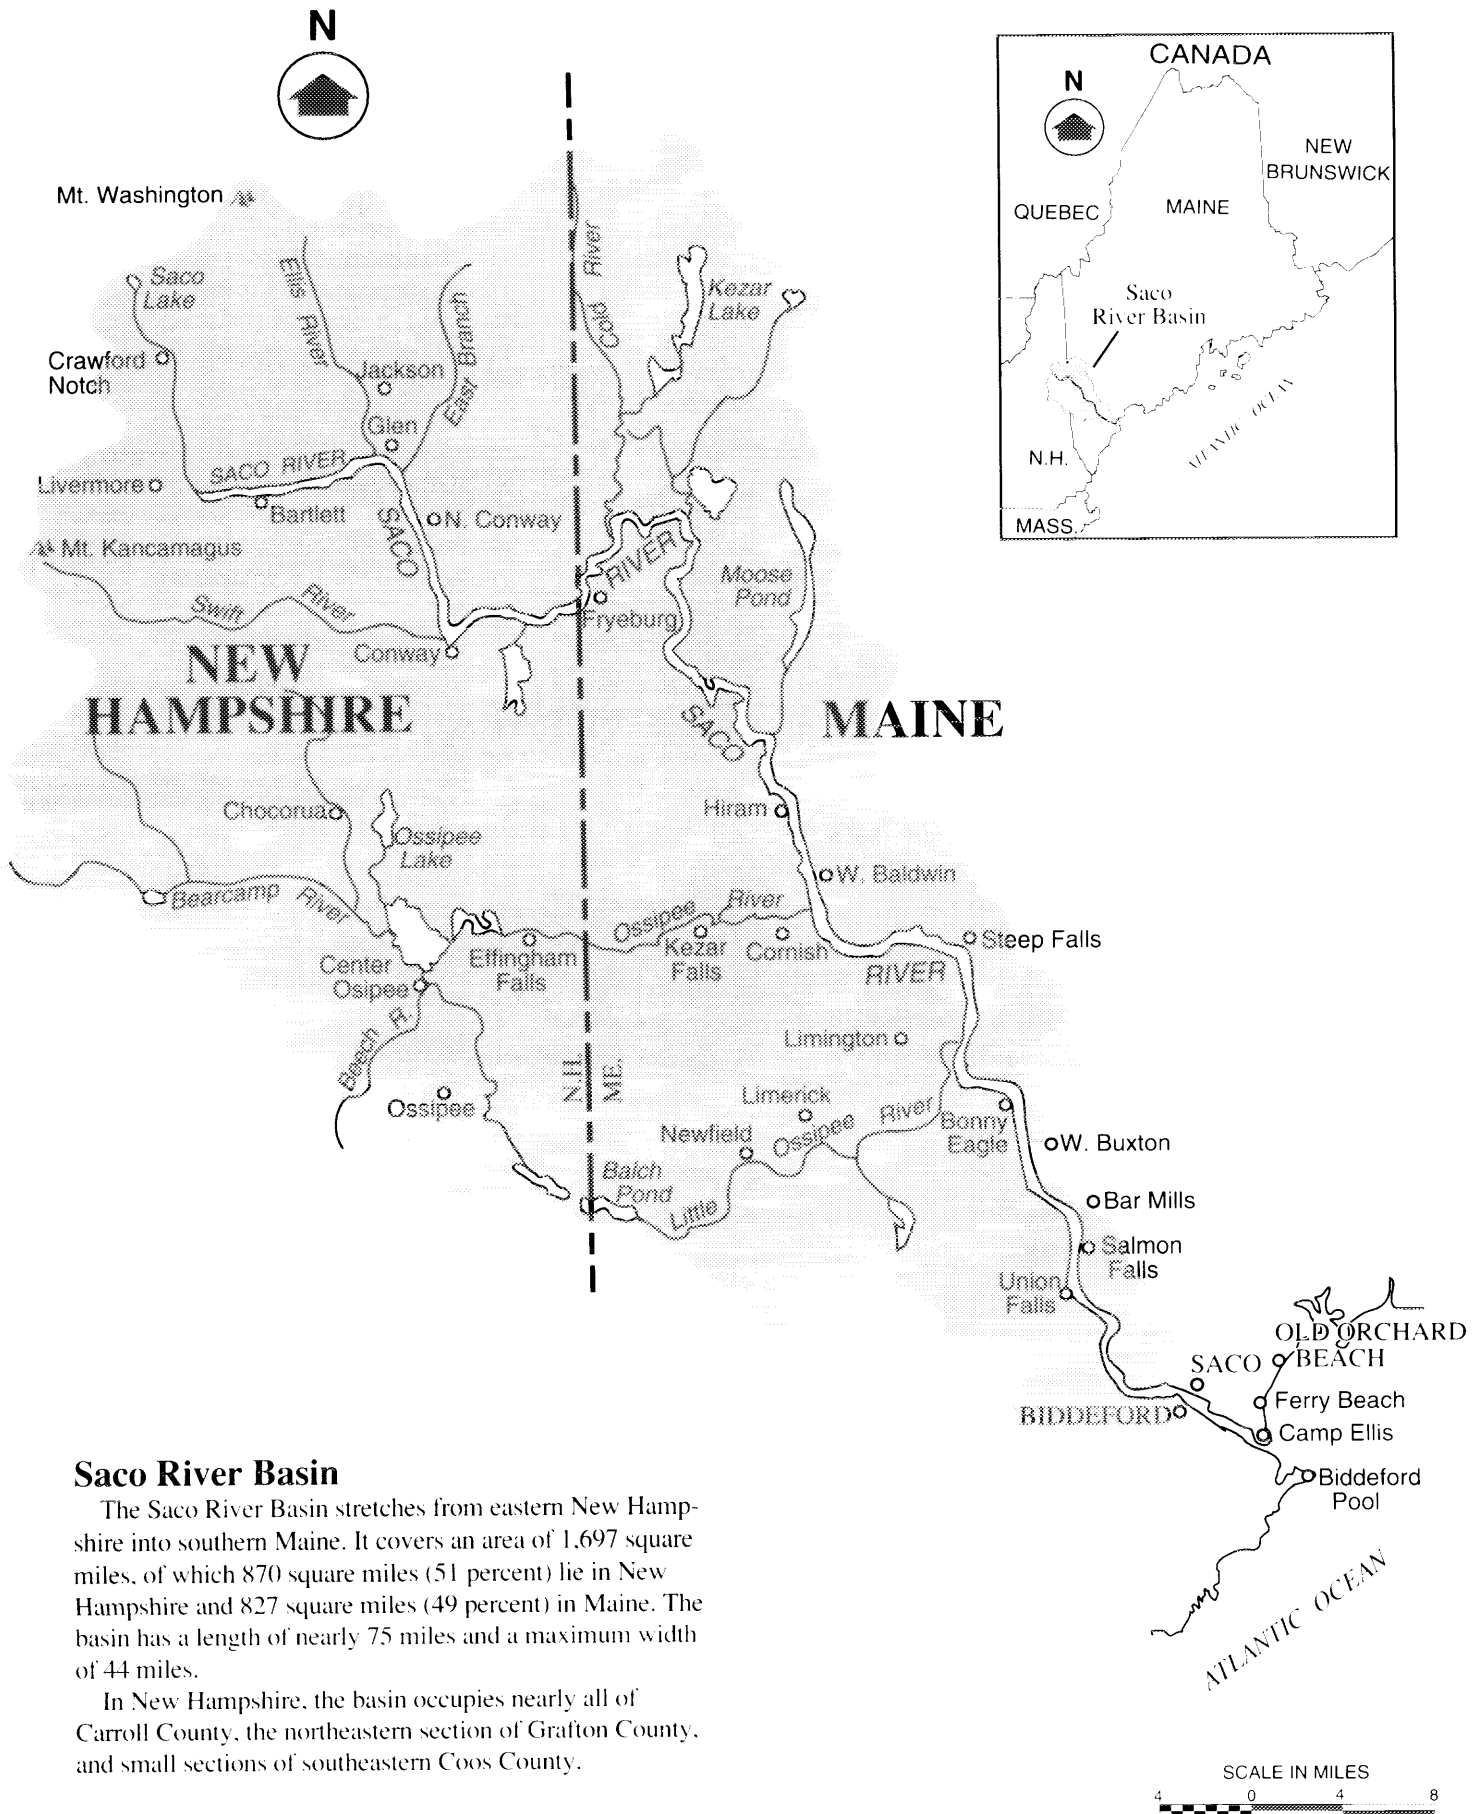 N
CANADA
N
NEW
BRUNSWICK
QUEBEC
MAINE
Saco
River Basin
N.H.
MASS.
ATLANTIC OCEAN
Mt. Washington
Saco
Lake
Ellis River
Cold River
Kezar
Lake
Crawford
Notch
Jackson
Easy Branch
Glen
SACO RIVER
Livermore
Bartlett
SACO
N. Conway
RIVER
Mt. Kancamagus
Moose
Pond
Swift River
Fryeburg
Conway
NEW
HAMPSHIRE
SACO
MAINE
Hiram
Chocorua
Ossipee
Lake
W. Baldwin
Bearcamp River
Ossipee River
Kezar
Falls
Cornish
Steep Falls
Effingham
Falls
RIVER
Center
Osipee
Beech R.
Limington
N.H.
ME.
Ossipee
Limerick
Newfield
Little Ossipee River
Bonny
Eagle
W. Buxton
Balch
Pond
Bar Mills
Salmon
Falls
Union
Falls
OLD ORCHARD
BEACH
SACO
Ferry Beach
BIDDEFORD
Camp Ellis
Biddeford
Pool
ATLANTIC OCEAN
Saco River Basin
The Saco River Basin stretches from eastern New Hamp-
shire into southern Maine. It covers an area of 1,697 square
miles, of which 870 square miles (51 percent) lie in New
Hampshire and 827 square miles (49 percent) in Maine. The
basin has a length of nearly 75 miles and a maximum width
of 44 miles.
In New Hampshire, the basin occupies nearly all of
Carroll County, the northeastern section of Grafton County,
and small sections of southeastern Coos County.
SCALE IN MILES
4 0 4 8